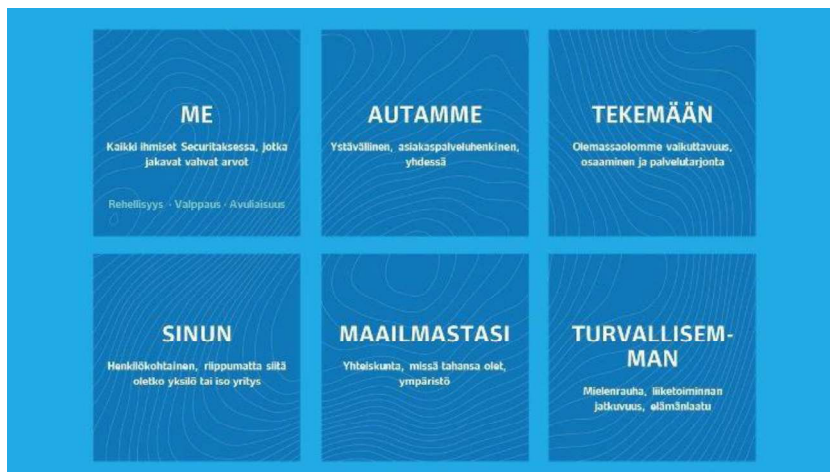 ME
Kaikki ihmiset Securitaksessa, jotka
jakavat vahvat arvot
Rehellisyys · Valppaus · Avuliaisuus
AUTAMME
Ystävällinen, asiakaspalveluhenkinen,
yhdessä
TEKEMÄÄN
Olemassaolomme vaikuttavuus,
osaaminen ja palvelutarjonta
SINUN
Henkilökohtainen, riippumatta siitä
oletko yksilö tai iso yritys
MAAILMASTASI
Yhteiskunta, missä tahansa olet,
ympäristö
TURVALLISEM-
MAN
Mielenrauha, liiketoiminnan
jatkuvuus, elämänlaatu